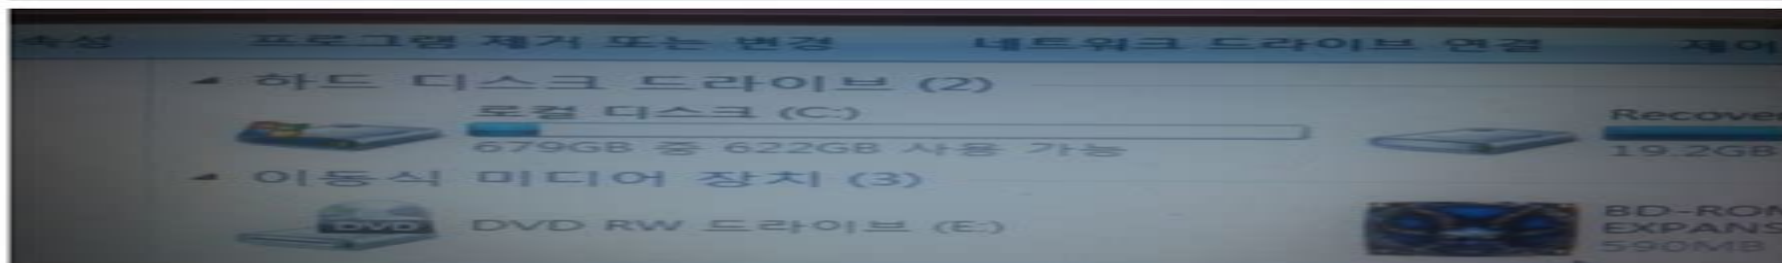 속성 프로그램 제거 또는 변경 네트워크 드라이브 연결
하드 디스크 드라이브 (2)
로컬 디스크 (C:)
679GB 중 622GB 사용 가능
19.2GB
이동식 미디어 장치 (3)
DVD RW 드라이브 (E:)
590MB